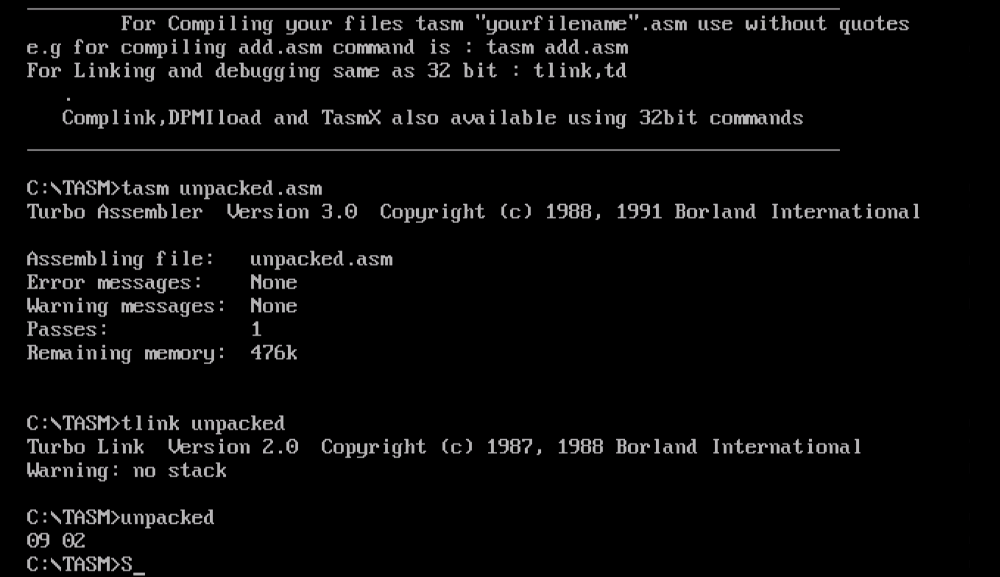 For Compiling your files tasm "yourfilename".asm use without quotes
e.g for compiling add.asm command is : tasm add.asm
For Linking and debugging same as 32 bit : tlink,td
.
Complink,DPMIload and TasmX also available using 32bit commands
C:\TASM>tasm unpacked.asm
Turbo Assembler  Version 3.0  Copyright (c) 1988, 1991 Borland International
Assembling file:   unpacked.asm
Error messages:    None
Warning messages:  None
Passes:            1
Remaining memory:  476k
C:\TASM>tlink unpacked
Turbo Link  Version 2.0  Copyright (c) 1987, 1988 Borland International
Warning: no stack
C:\TASM>unpacked
09 02
C:\TASM>S_